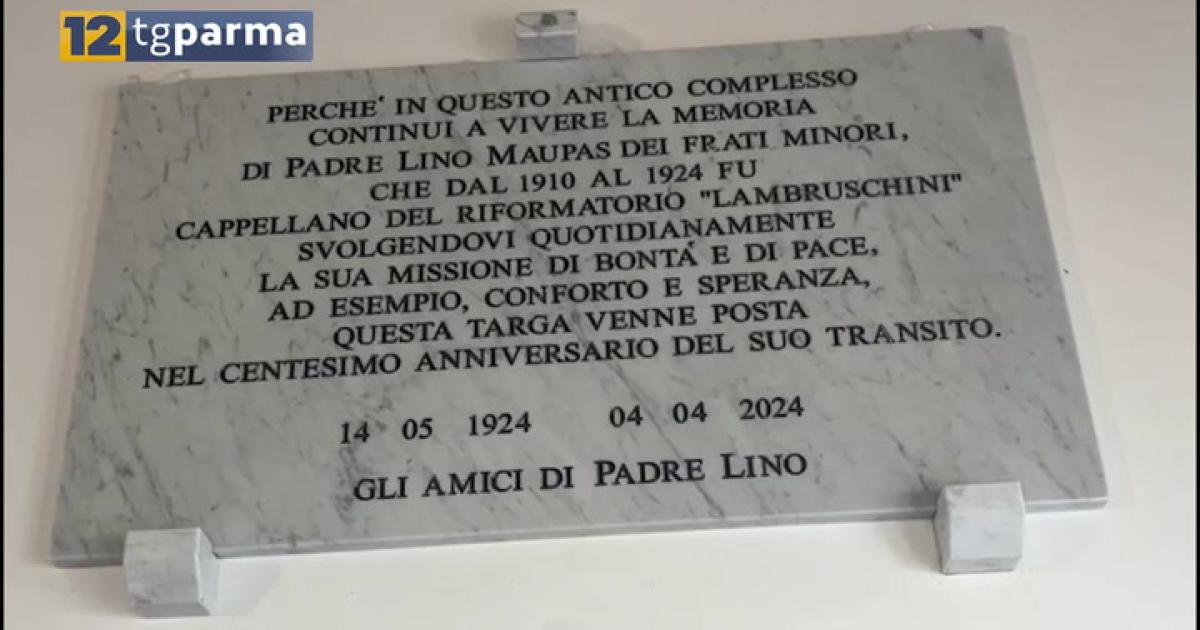 12 tgparma
PERCHE' IN QUESTO ANTICO COMPLESSO
CONTINUI A VIVERE LA MEMORIA
DI PADRE LINO MAUPAS DEI FRATI MINORI,
CHE DAL 1910 AL 1924 FU
CAPPELLANO DEL RIFORMATORIO "LAMBRUSCHINI"
SVOLGENDOVI QUOTIDIANAMENTE
LA SUA MISSIONE DI BONTA' E DI PACE,
AD ESEMPIO, CONFORTO E SPERANZA,
QUESTA TARGA VENNE POSTA
NEL CENTESIMO ANNIVERSARIO DEL SUO TRANSITO.
14 05 1924 04 04 2024
GLI AMICI DI PADRE LINO